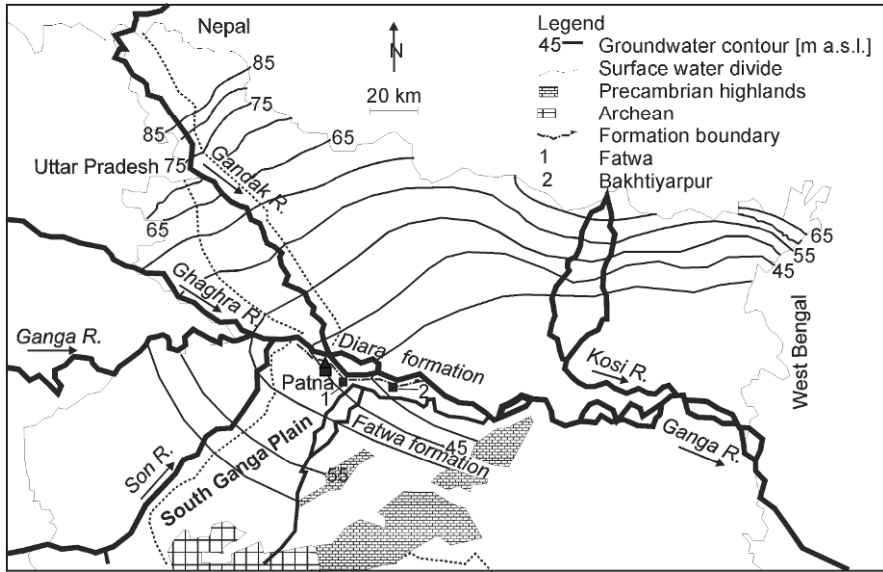 Nepal
Legend
45 Groundwater contour [m a.s.l.]
Surface water divide
Precambrian highlands
Archean
Formation boundary
1 Fatwa
2 Bakhtiyarpur
N
20 km
85
75
85
65
Uttar Pradesh 75
Gandak R.
65
65
55
45
Ghaghra R.
Ganga R.
Diara formation
West Bengal
Kosi R.
Patna
1
2
Son R.
South Ganga Plain
Fatwa formation
45
55
Ganga R.